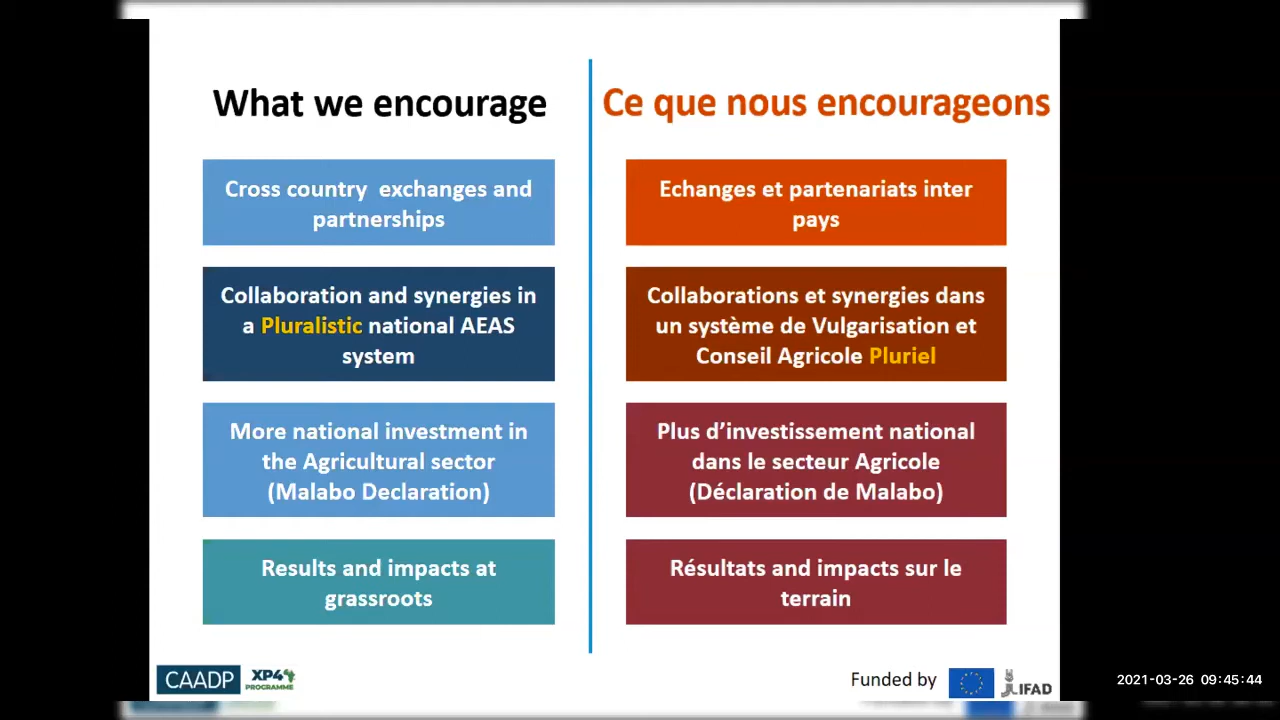 What we encourage
Cross country exchanges and
partnerships
Collaboration and synergies in
a Pluralistic national AEAS
system
More national investment in
the Agricultural sector
(Malabo Declaration)
Results and impacts at
grassroots
Ce que nous encourageons
Echanges et partenariats inter
pays
Collaborations et synergies dans
un système de Vulgarisation et
Conseil Agricole Pluriel
Plus d’investissement national
dans le secteur Agricole
(Déclaration de Malabo)
Résultats and impacts sur le
terrain
CAADP
XP4
PROGRAMME
Funded by
JLIFAD
2021-03-26 09:45:44